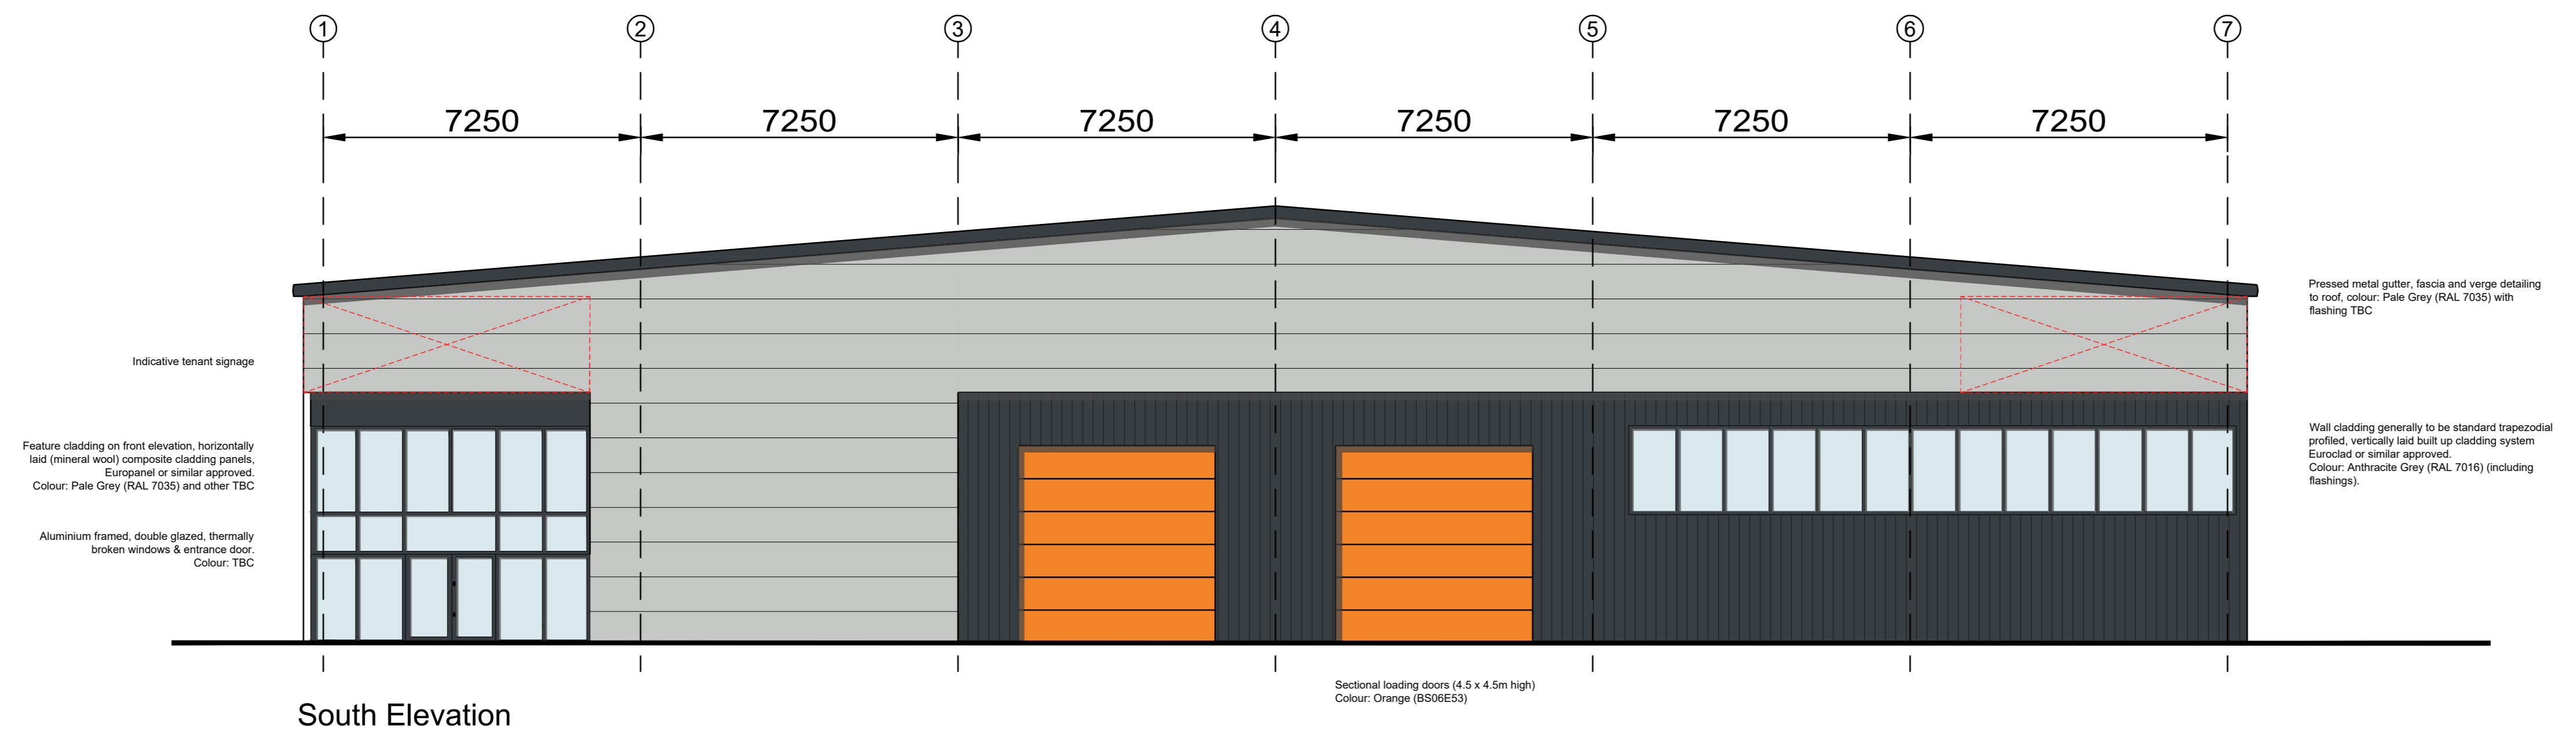 1 2 3 4 5 6 7
7250 7250 7250 7250 7250 7250
Indicative tenant signage
Feature cladding on front elevation, horizontally
laid (mineral wool) composite cladding panels,
Europanel or similar approved.
Colour: Pale Grey (RAL 7035) and other TBC
Aluminium framed, double glazed, thermally
broken windows & entrance door.
Colour: TBC
Pressed metal gutter, fascia and verge detailing
to roof, colour: Pale Grey (RAL 7035) with
flashing TBC
Wall cladding generally to be standard trapezodial
profiled, vertically laid built up cladding system
Euroclad or similar approved.
Colour: Anthracite Grey (RAL 7016) (including
flashings).
Sectional loading doors (4.5 x 4.5m high)
Colour: Orange (BS06E53)
South Elevation